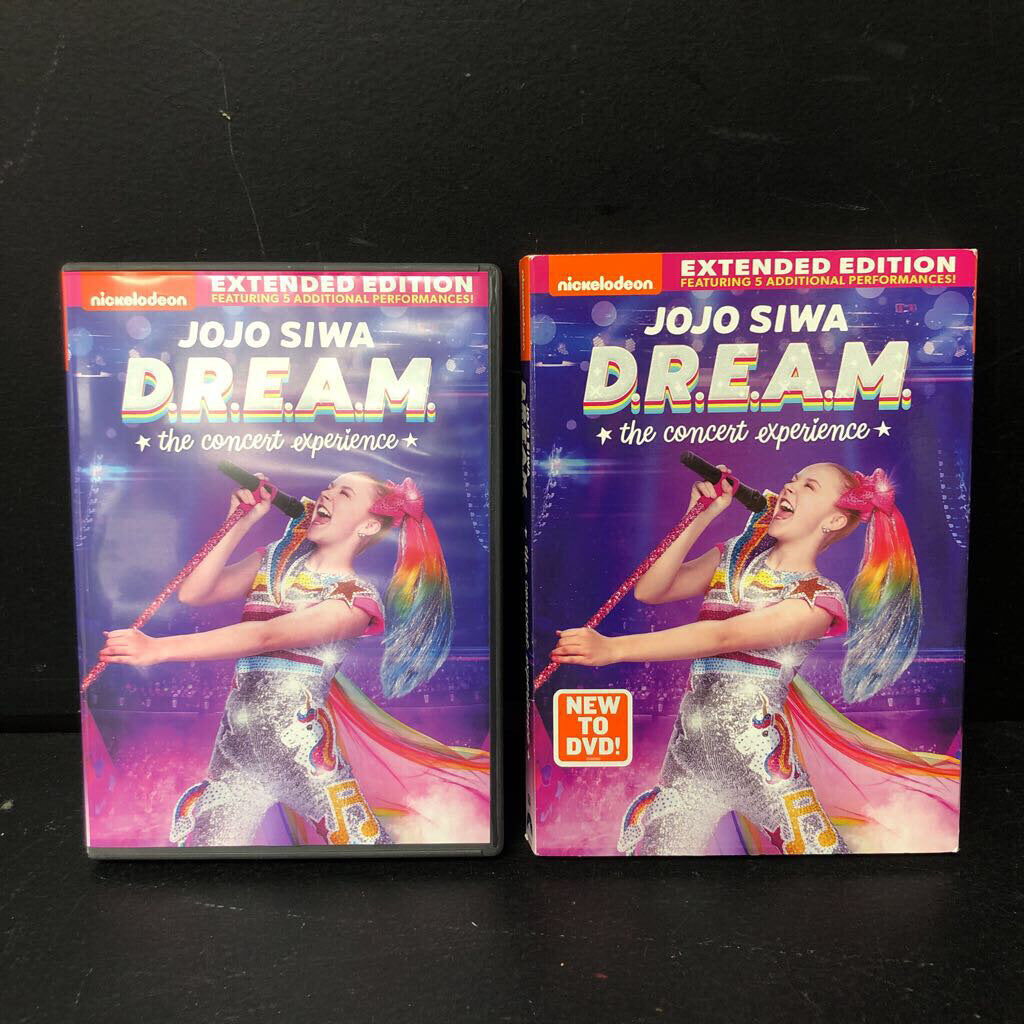 nickelodeon
EXTENDED EDITION
FEATURING 5 ADDITIONAL PERFORMANCES!
JOJO SIWA
D.R.E.A.M.
the concert experience
nickelodeon
EXTENDED EDITION
FEATURING 5 ADDITIONAL PERFORMANCES!
JOJO SIWA
D.R.E.A.M.
the concert experience
NEW
TO
DVD!